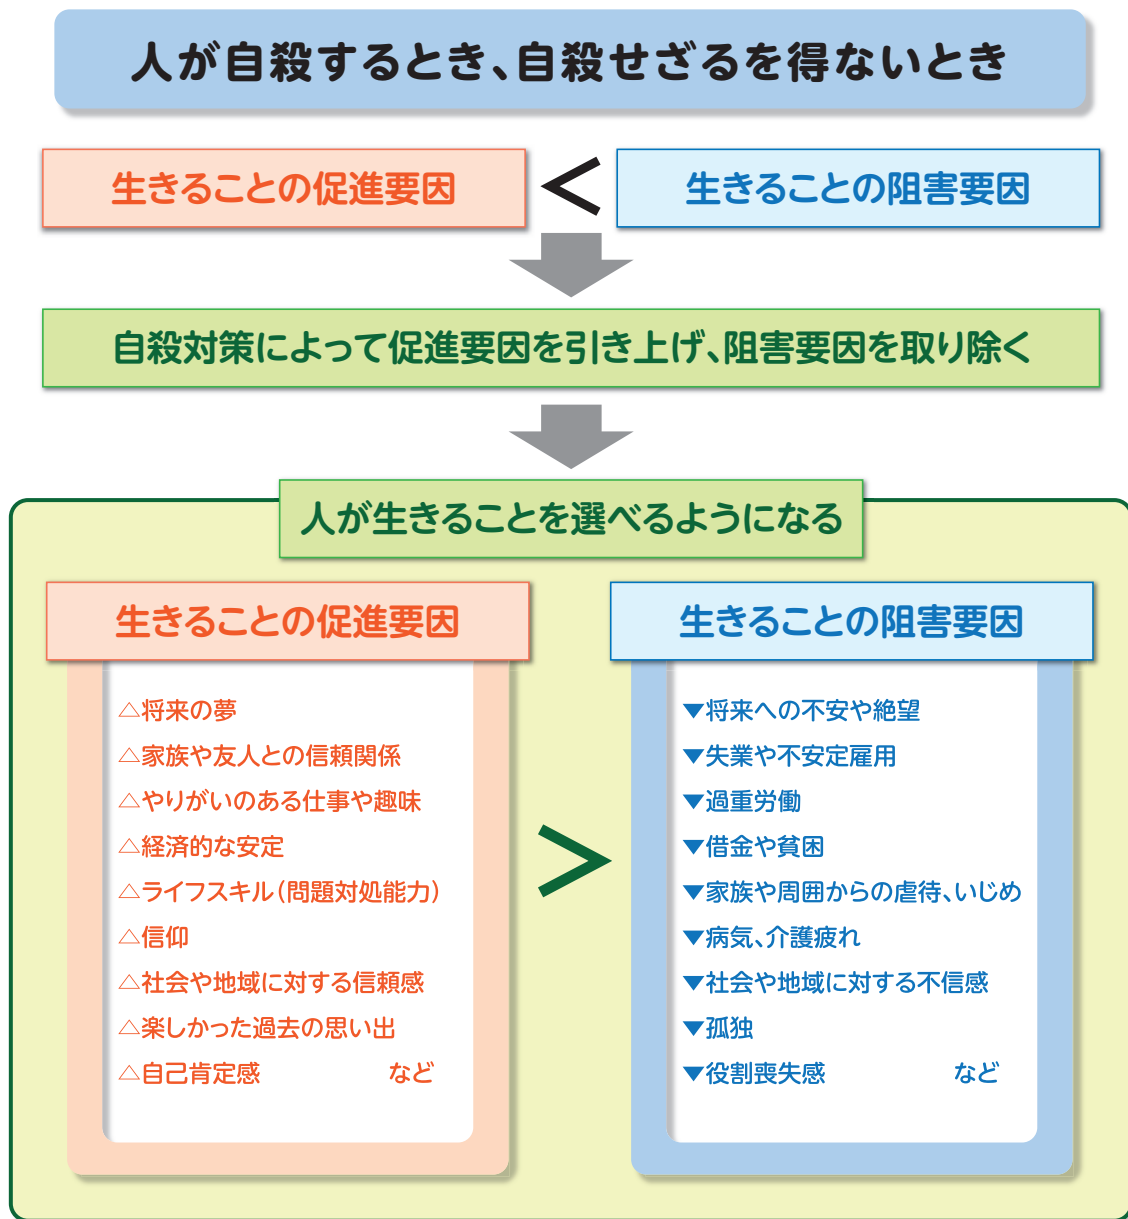 人が自殺するとき、自殺せざるを得ないとき
生きることの促進要因 < 生きることの阻害要因
自殺対策によって促進要因を引き上げ、阻害要因を取り除く
人が生きることを選べるようになる
生きることの促進要因
△将来の夢
△家族や友人との信頼関係
△やりがいのある仕事や趣味
△経済的な安定
△ライフスキル(問題対処能力)
△信仰
△社会や地域に対する信頼感
△楽しかった過去の思い出
△自己肯定感 など
>
生きることの阻害要因
▼将来への不安や絶望
▼失業や不安定雇用
▼過重労働
▼借金や貧困
▼家族や周囲からの虐待、いじめ
▼病気、介護疲れ
▼社会や地域に対する不信感
▼孤独
▼役割喪失感 など